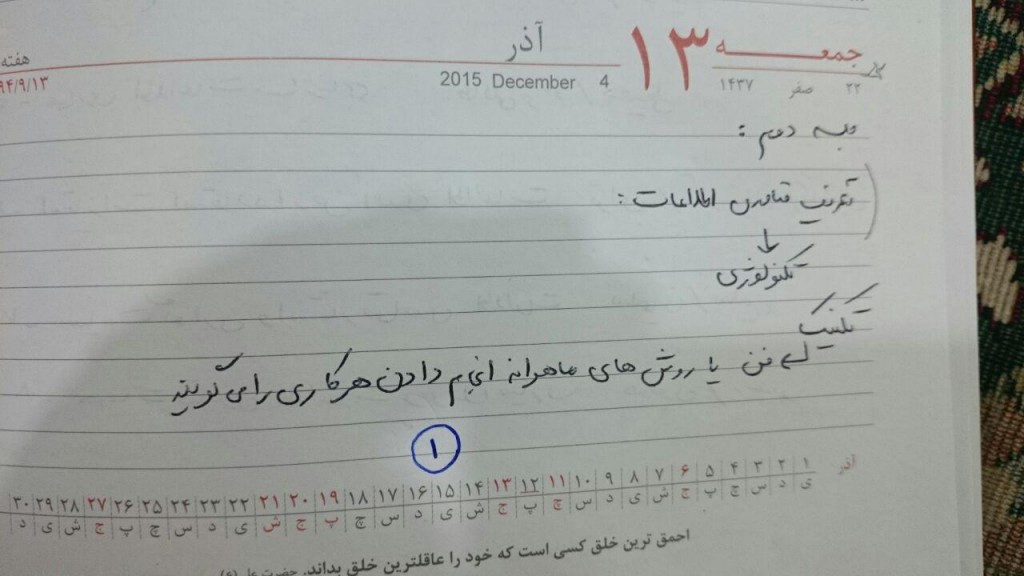 جمعه ۱۳ آذر هفته
۲۲ صفر ۱۴۳۷ 4 December 2015 ۹۴/۹/۱۳
جلسه دوم :
تعریف فناوری اطلاعات :
تکنولوژی
تکنیک
فن یا روش های ماهرانه انجام دادن هر کاری را می گویند
۱
آذر ۱ ۲ ۳ ۴ ۵ ۶ ۷ ۸ ۹ ۱۰ ۱۱ ۱۲ ۱۳ ۱۴ ۱۵ ۱۶ ۱۷ ۱۸ ۱۹ ۲۰ ۲۱ ۲۲ ۲۳ ۲۴ ۲۵ ۲۶ ۲۷ ۲۸ ۲۹ ۳۰
ی د س چ پ ج ش ی د س چ پ ج ش ی د س چ پ ج ش ی د س چ پ ج ش ی د
احمق ترین خلق کسی است که خود را عاقلترین خلق بداند. حضرت علی (ع)